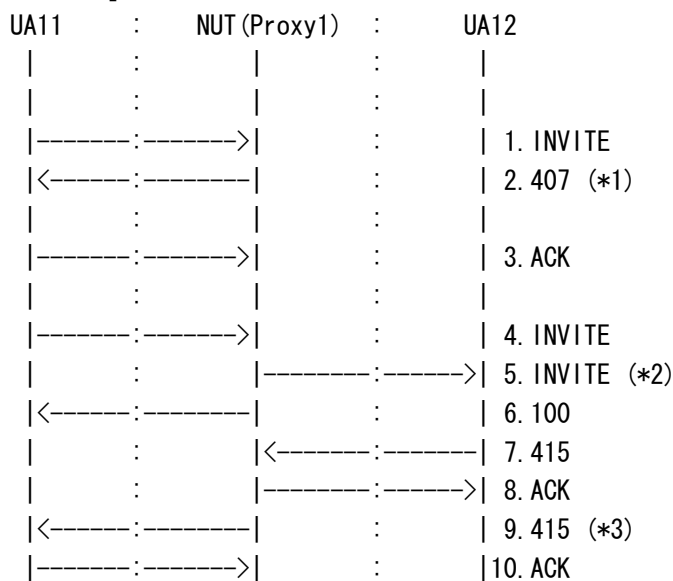 UA11 : NUT(Proxy1) : UA12
| : | : |
| : | : |
|-------:------->| : | 1. INVITE
|<------:--------| : | 2. 407 (*1)
| : | : |
|-------:------->| : | 3. ACK
| : | : |
|-------:------->| : | 4. INVITE
| : |--------:------>| 5. INVITE (*2)
|<------:--------| : | 6. 100
| : |<-------:-------| 7. 415
| : |--------:------>| 8. ACK
|<------:--------| : | 9. 415 (*3)
|-------:------->| : |10. ACK